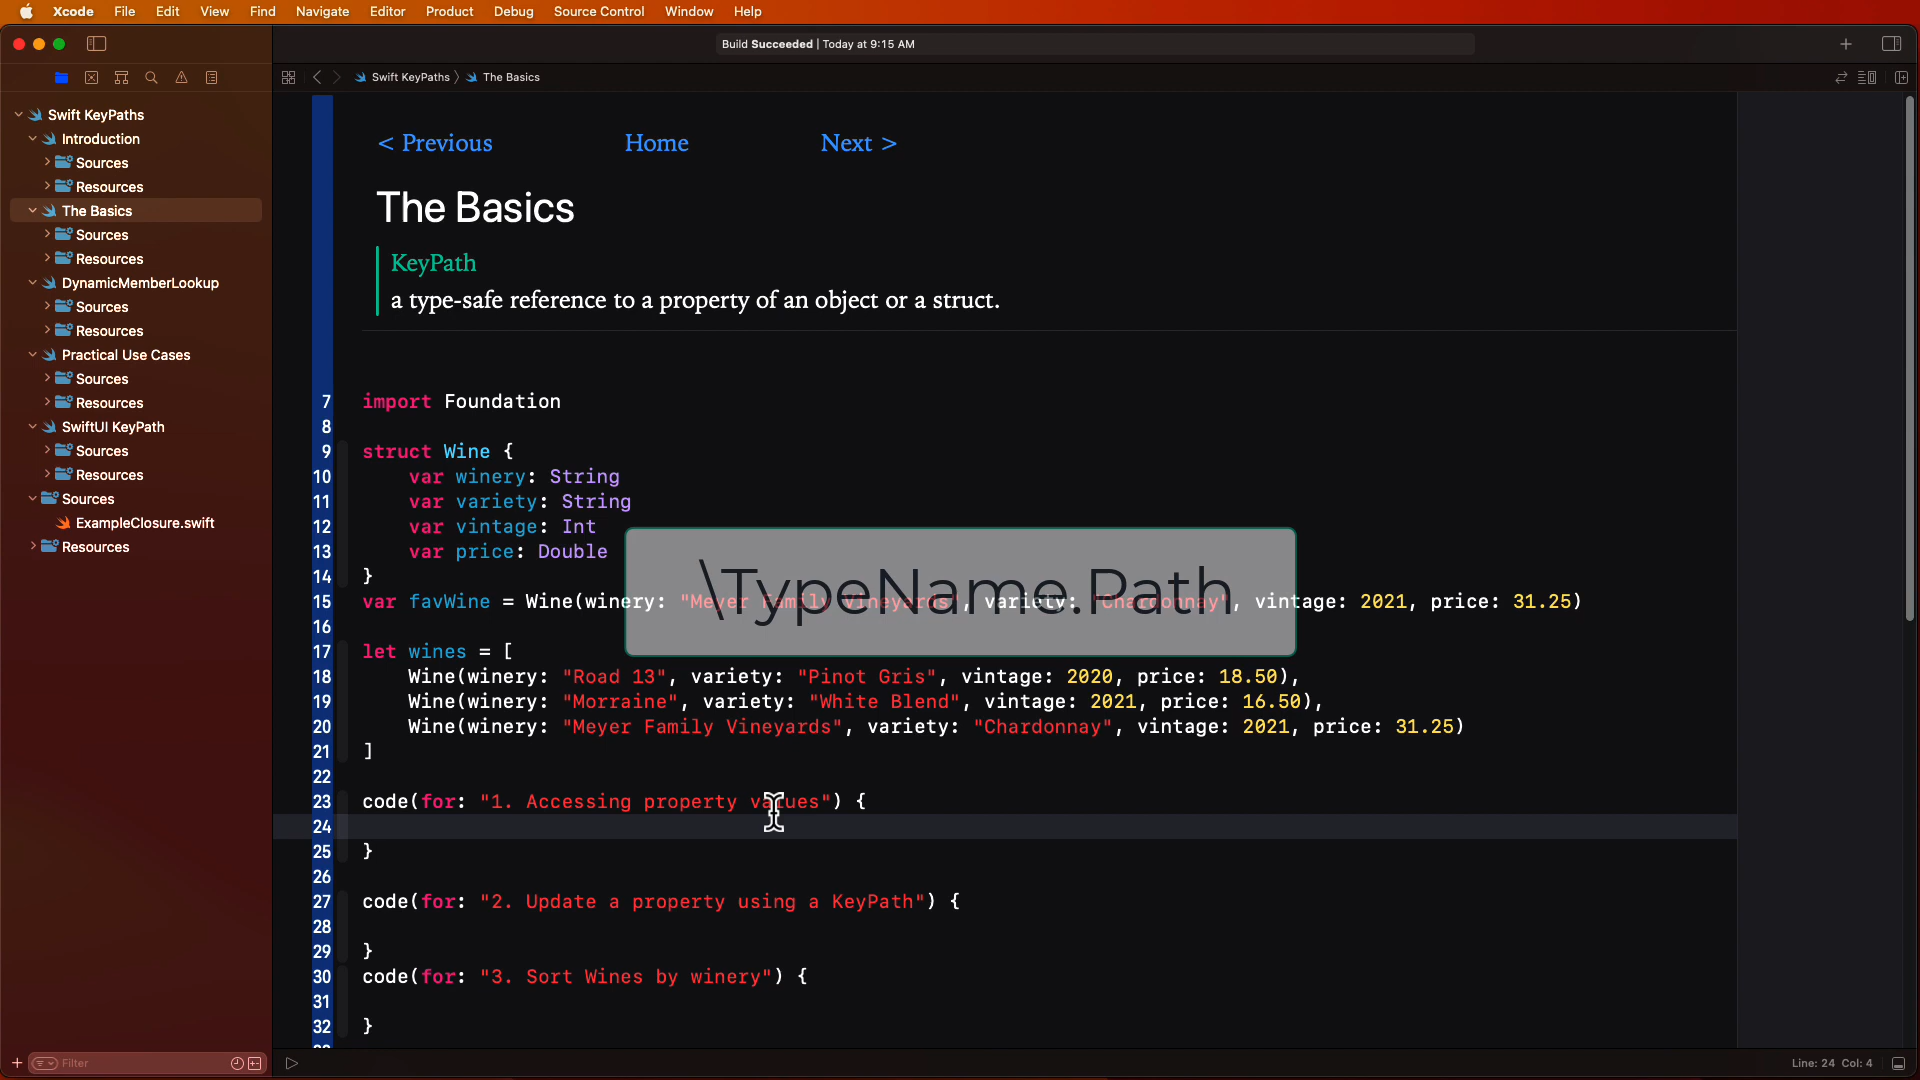 Xcode File Edit View Find Navigate Editor Product Debug Source Control Window Help
Build Succeeded | Today at 9:15 AM
Swift KeyPaths
The Basics
Swift KeyPaths
Introduction
Sources
Resources
The Basics
Sources
Resources
DynamicMemberLookup
Sources
Resources
Practical Use Cases
Sources
Resources
SwiftUI KeyPath
Sources
Resources
Sources
ExampleClosure.swift
Resources
Filter
< Previous Home Next >
The Basics
KeyPath
a type-safe reference to a property of an object or a struct.
7 import Foundation
8
9 struct Wine {
10 var winery: String
11 var variety: String
12 var vintage: Int
13 var price: Double
14 }
\TypeName.Path
15 var favWine = Wine(winery: "Meyer Family Vineyards", variety: "Chardonnay", vintage: 2021, price: 31.25)
16
17 let wines = [
18 Wine(winery: "Road 13", variety: "Pinot Gris", vintage: 2020, price: 18.50),
19 Wine(winery: "Morraine", variety: "White Blend", vintage: 2021, price: 16.50),
20 Wine(winery: "Meyer Family Vineyards", variety: "Chardonnay", vintage: 2021, price: 31.25)
21 ]
22
23 code(for: "1. Accessing property values") {
24
25 }
26
27 code(for: "2. Update a property using a KeyPath") {
28
29 }
30 code(for: "3. Sort Wines by winery") {
31
32 }
Line: 24 Col: 4